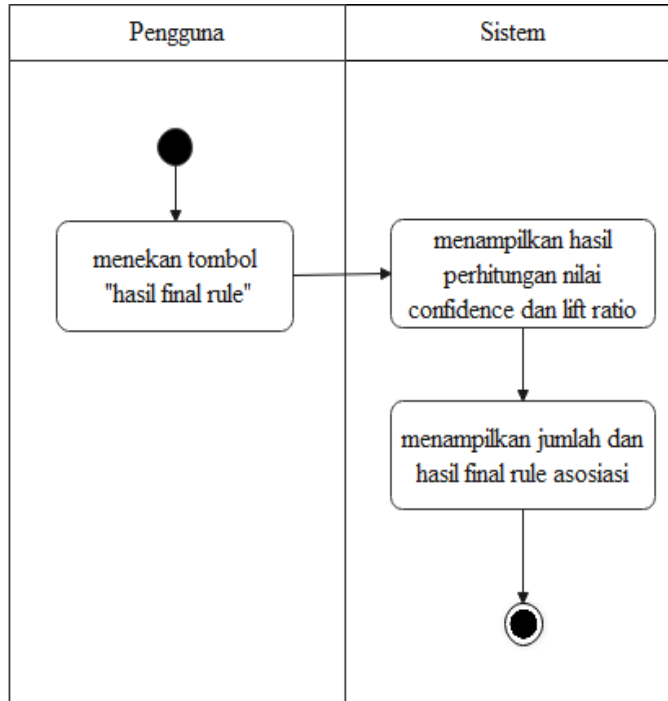 Pengguna
Sistem
menekan tombol
"hasil final rule"
menampilkan hasil
perhitungan nilai
confidence dan lift ratio
menampilkan jumlah dan
hasil final rule asosiasi